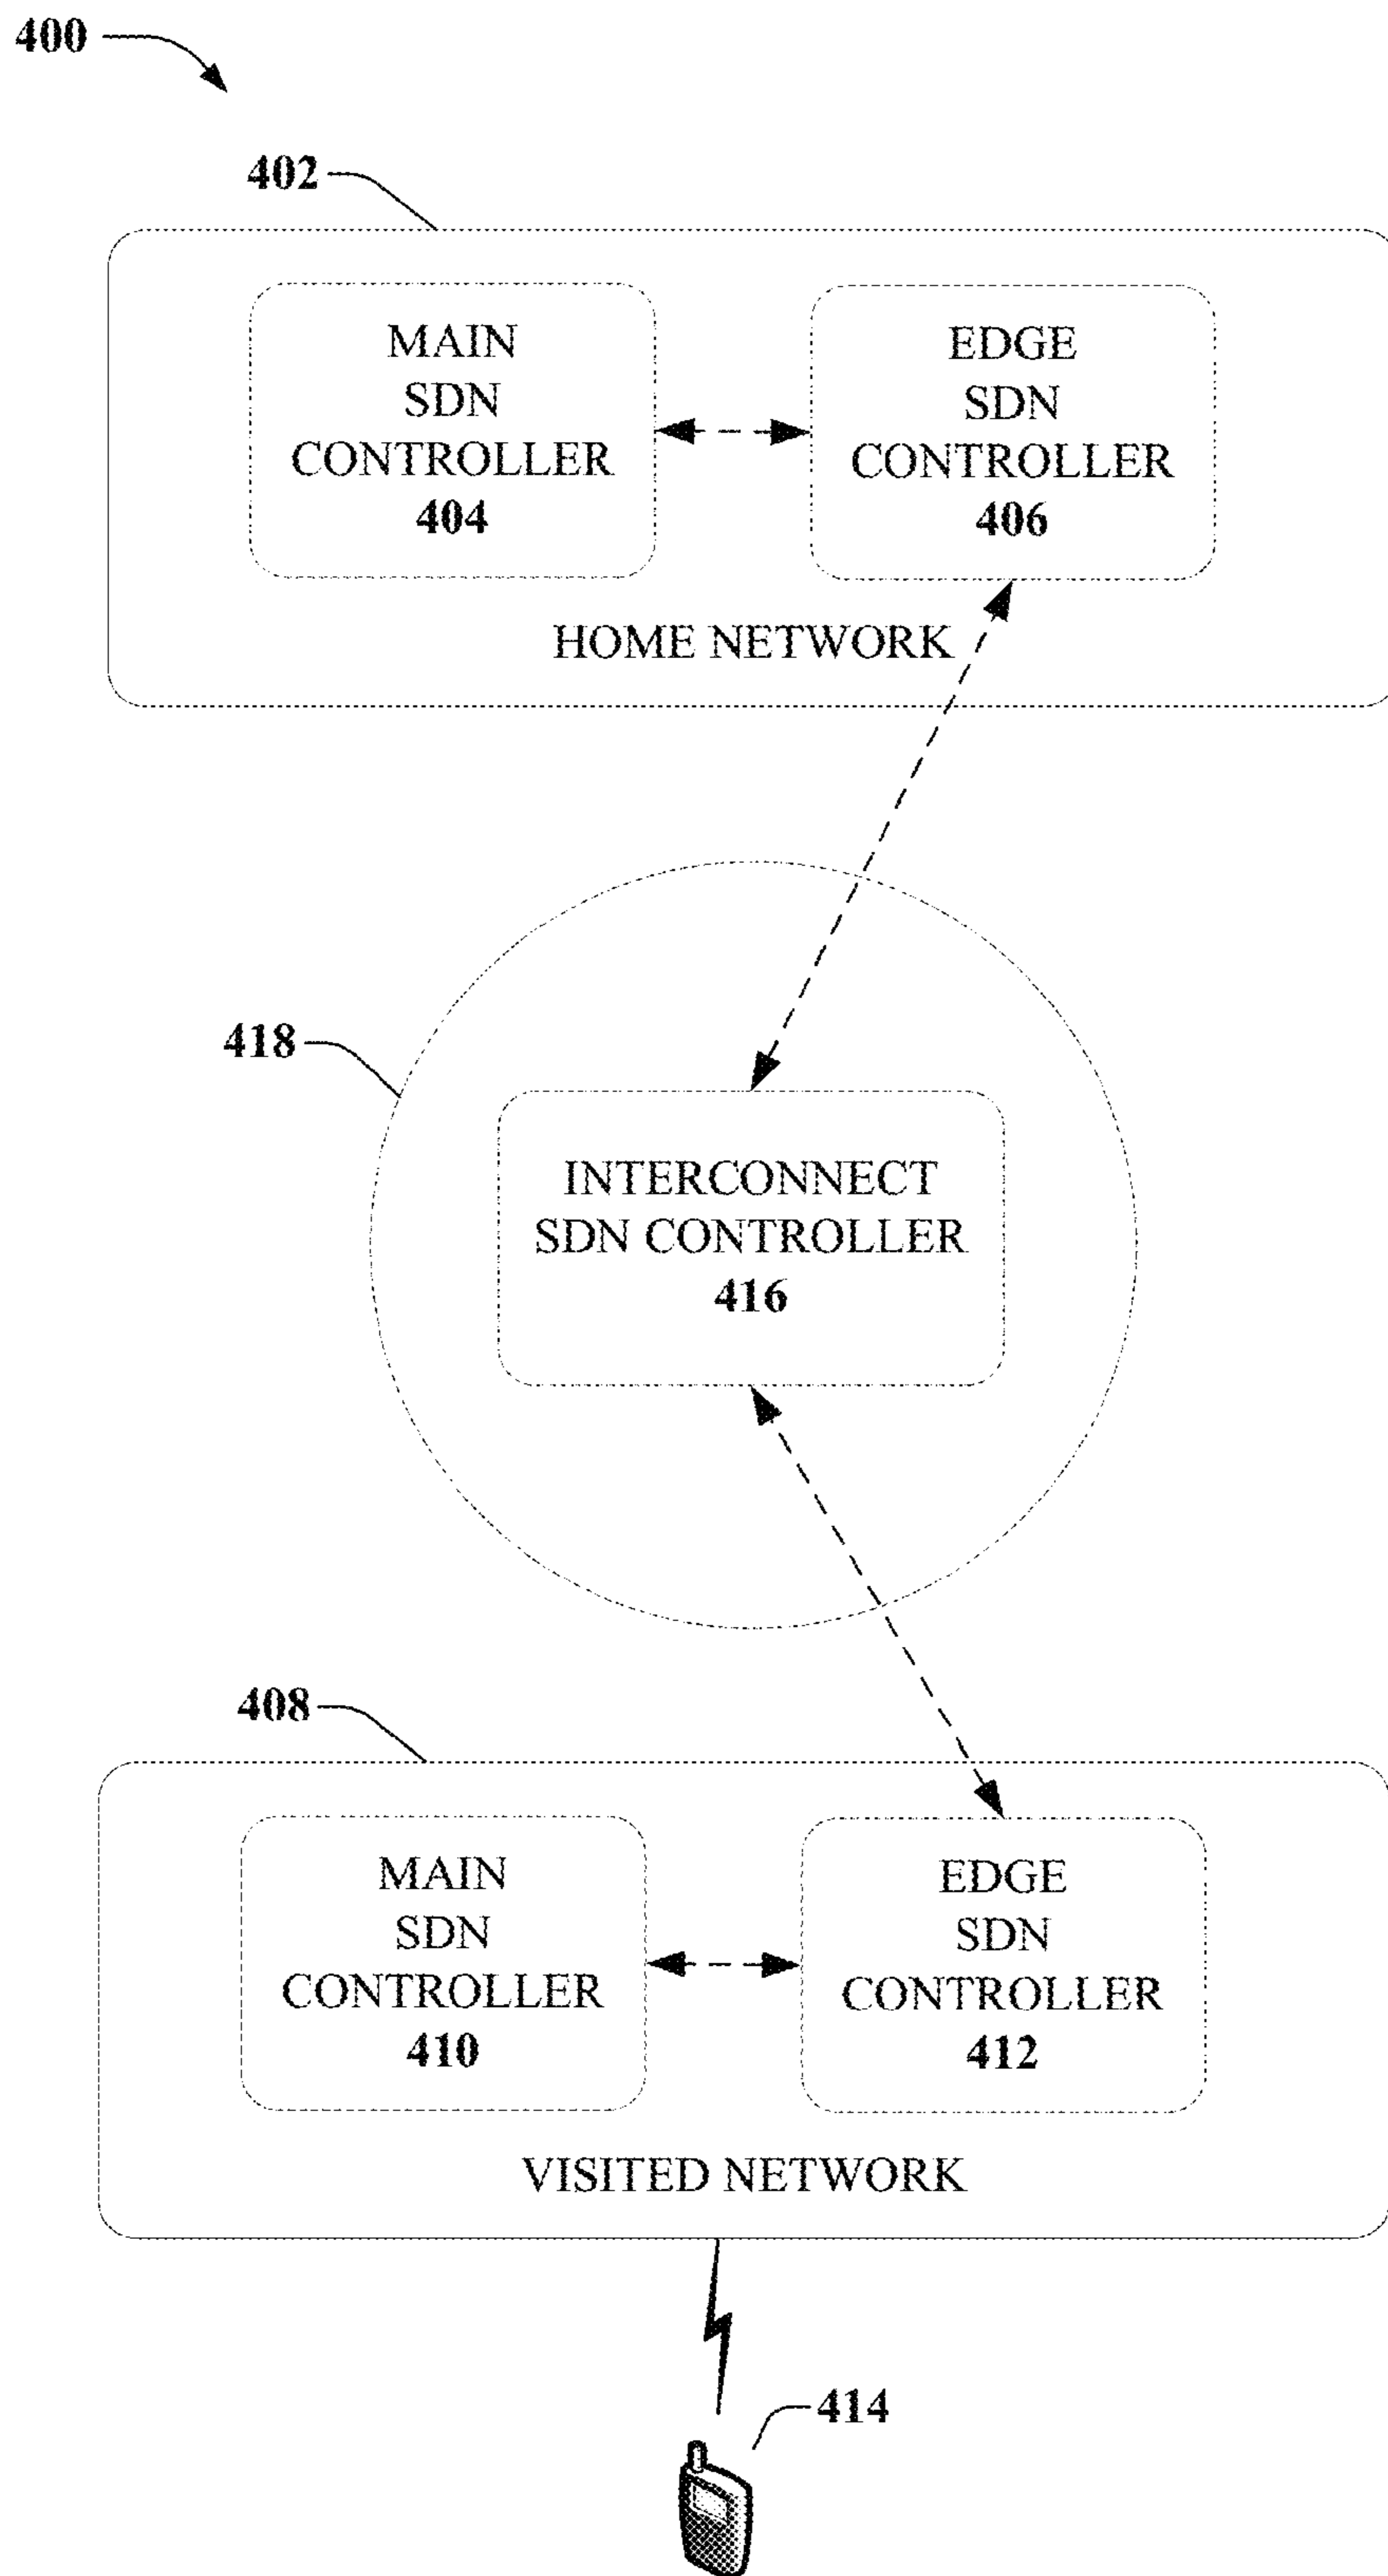 400
402
MAIN
SDN
CONTROLLER
404
EDGE
SDN
CONTROLLER
406
HOME NETWORK
418
INTERCONNECT
SDN CONTROLLER
416
408
MAIN
SDN
CONTROLLER
410
EDGE
SDN
CONTROLLER
412
VISITED NETWORK
414